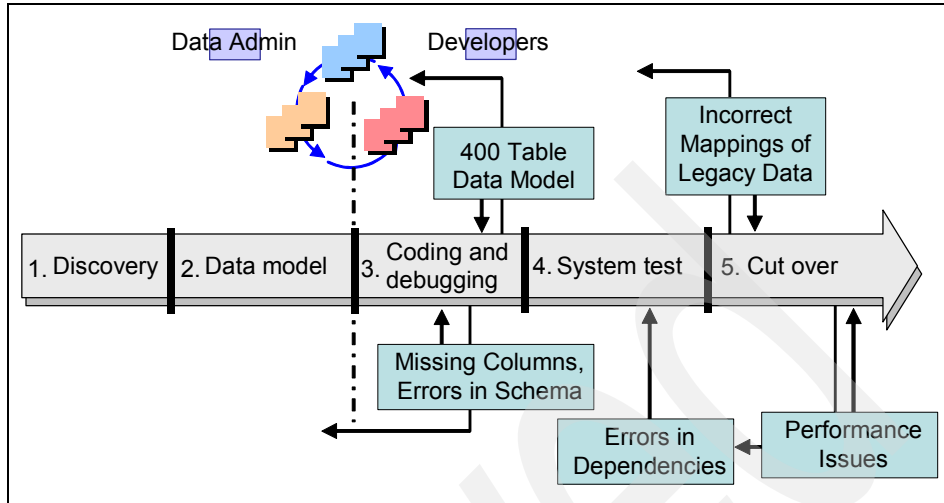 Data Admin
Developers
400 Table
Data Model
Incorrect
Mappings of
Legacy Data
1. Discovery
2. Data model
3. Coding and
debugging
4. System test
5. Cut over
Missing Columns,
Errors in Schema
Errors in
Dependencies
Performance
Issues